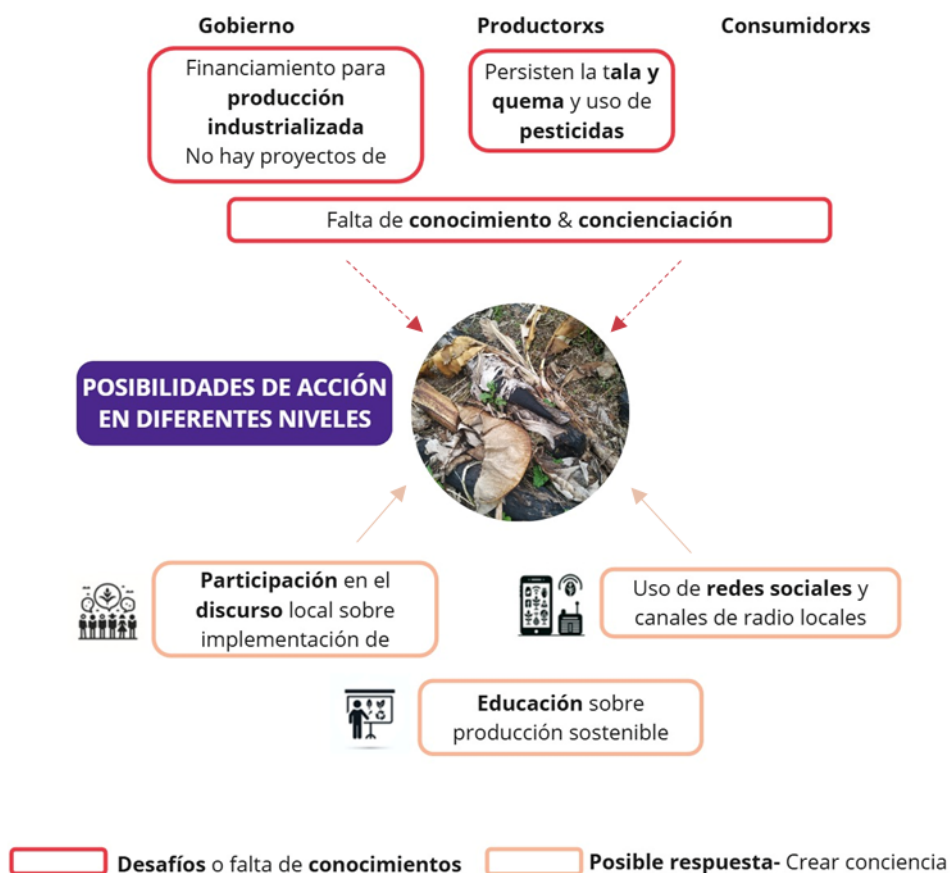 Gobierno
Productorxs
Consumidorxs
Financiamiento para
producción
industrializada
No hay proyectos de
Persisten la tala y
quema y uso de
pesticidas
Falta de conocimiento & concienciación
POSIBILIDADES DE ACCIÓN
EN DIFERENTES NIVELES
Participación en el
discurso local sobre
implementación de
Uso de redes sociales y
canales de radio locales
Educación sobre
producción sostenible
Desafíos o falta de conocimientos
Posible respuesta- Crear conciencia